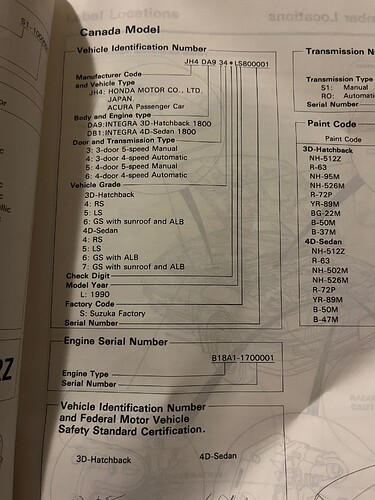 Label Locations
Canada Model
Vehicle Identification Number
JH4 DA9 34*LS800001
Manufacturer Code
and Vehicle Type
JH4: HONDA MOTOR CO., LTD.
JAPAN.
ACURA Passenger Car
Body and Engine type
DA9: INTEGRA 3D-Hatchback 1800
DB1: INTEGRA 4D-Sedan 1800
Door and Transmission Type
3: 3-door 5-speed Manual
4: 3-door 4-speed Automatic
5: 4-door 5-speed Manual
6: 4-door 4-speed Automatic
Vehicle Grade
3D-Hatchback
4: RS
5: LS
6: GS with sunroof and ALB
4D-Sedan
4: RS
5: LS
6: GS with ALB
7: GS with sunroof and ALB
Check Digit
Model Year
L: 1990
Factory Code
S: Suzuka Factory
Serial Number
Engine Serial Number
B18A1-1700001
Engine Type
Serial Number
Vehicle Identification Number
and Federal Motor Vehicle
Safety Standard Certification.
3D-Hatchback 4D-Sedan
Transmission
Transmission Type
S1: Manual
RO:
Serial Number
Paint Code
Paint Code
3D-Hatchback
NH-512Z
R-63
NH-95M
NH-526M
R-72P
YR-89M
BG-22M
B-50M
B-37M
4D-Sedan
NH-512Z
R-63
NH-502M
NH-526M
R-72P
YR-89M
B-50M
B-47M